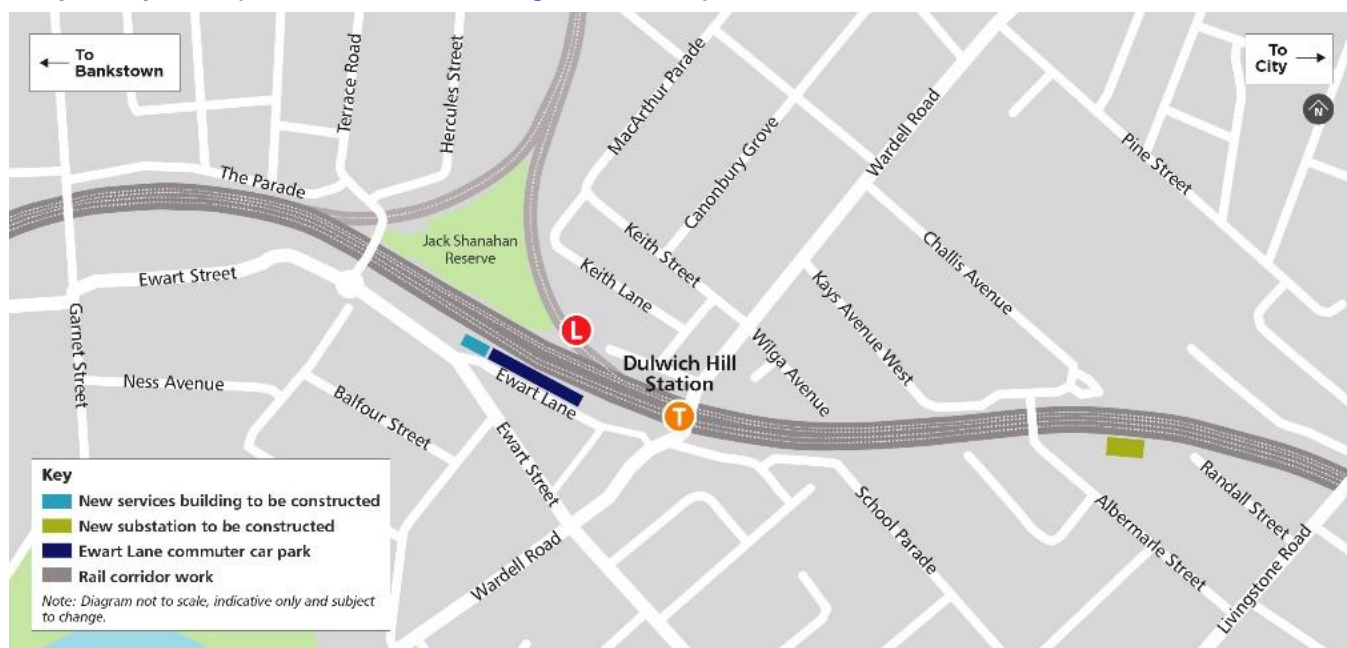 To
Bankstown
To
City
N
Terrace Road
Hercules Street
MacArthur Parade
Canonbury Grove
Wardell Road
Pine Street
The Parade
Jack Shanahan
Reserve
Keith Street
Keith Lane
Challis Avenue
Ewart Street
Kays Avenue West
Wilga Avenue
L
Dulwich Hill
Station
T
Garnet Street
Ness Avenue
Balfour Street
Ewart Lane
Ewart Street
Wardell Road
School Parade
Albermarle Street
Randall Street
Livingstone Road
Key
New services building to be constructed
New substation to be constructed
Ewart Lane commuter car park
Rail corridor work
Note: Diagram not to scale, indicative only and subject
to change.